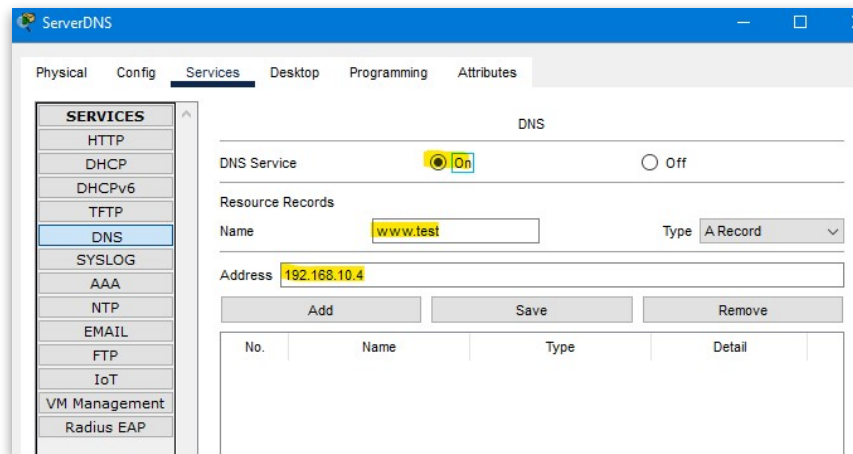 ServerDNS
Physical Config Services Desktop Programming Attributes
SERVICES
HTTP
DHCP
DHCPv6
TFTP
DNS
SYSLOG
AAA
NTP
EMAIL
FTP
IoT
VM Management
Radius EAP
DNS
DNS Service On Off
Resource Records
Name www.test Type A Record
Address 192.168.10.4
Add Save Remove
No. Name Type Detail